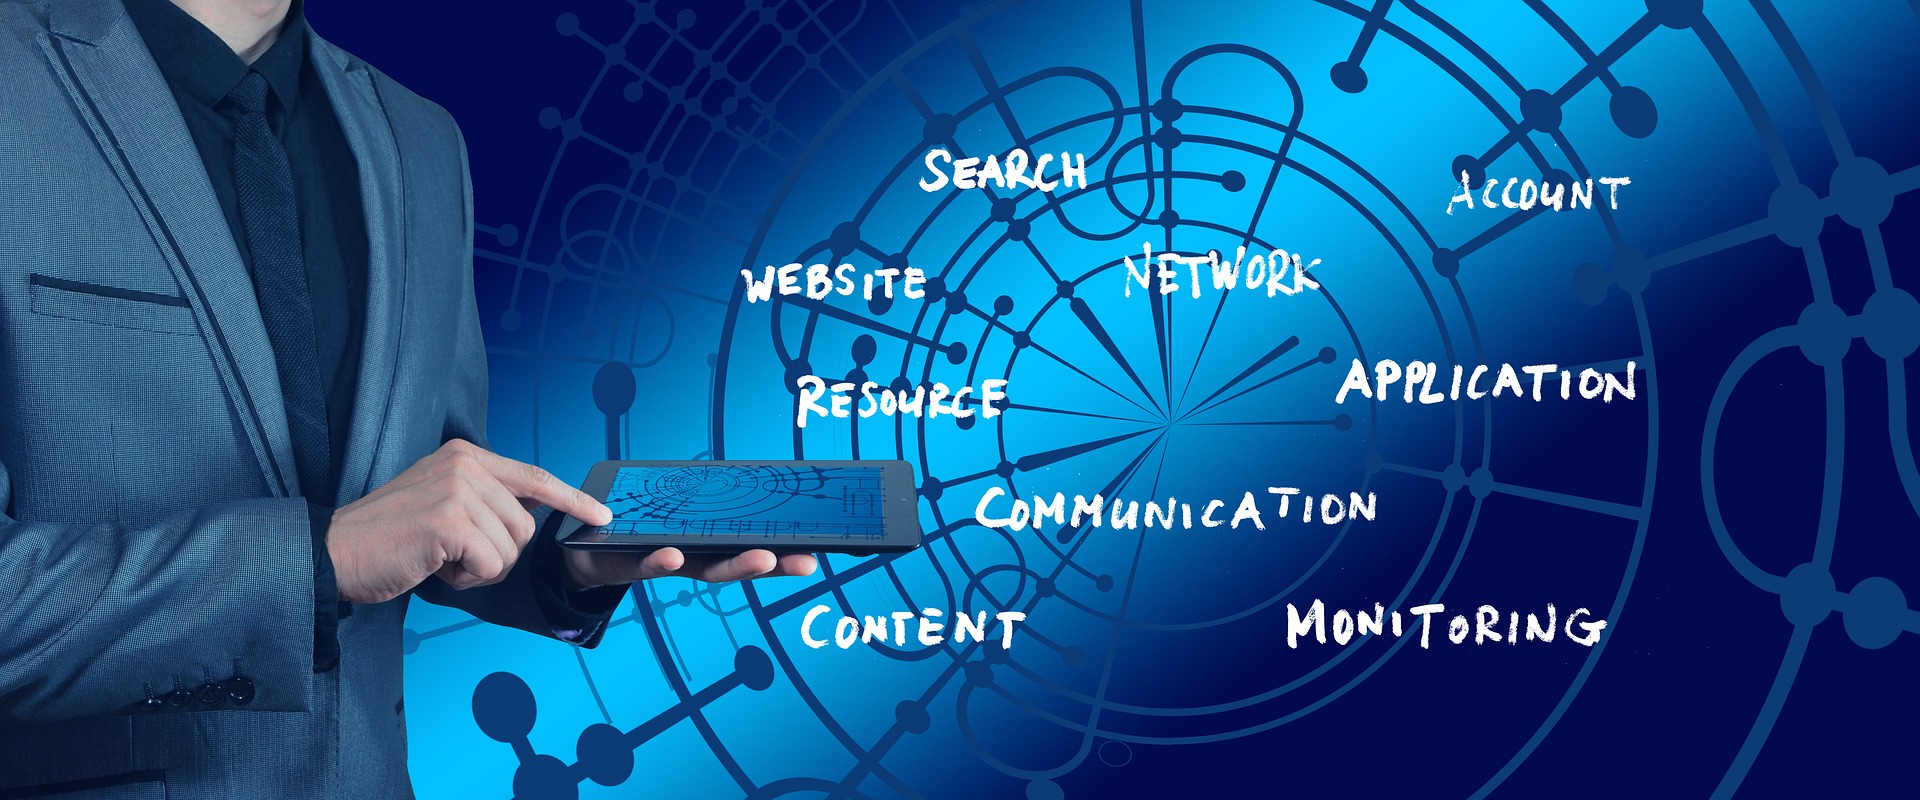 SEARCH
ACCOUNT
WEBSITE
NETWORK
RESOURCE
APPLICATION
COMMUNICATION
CONTENT
MONITORING